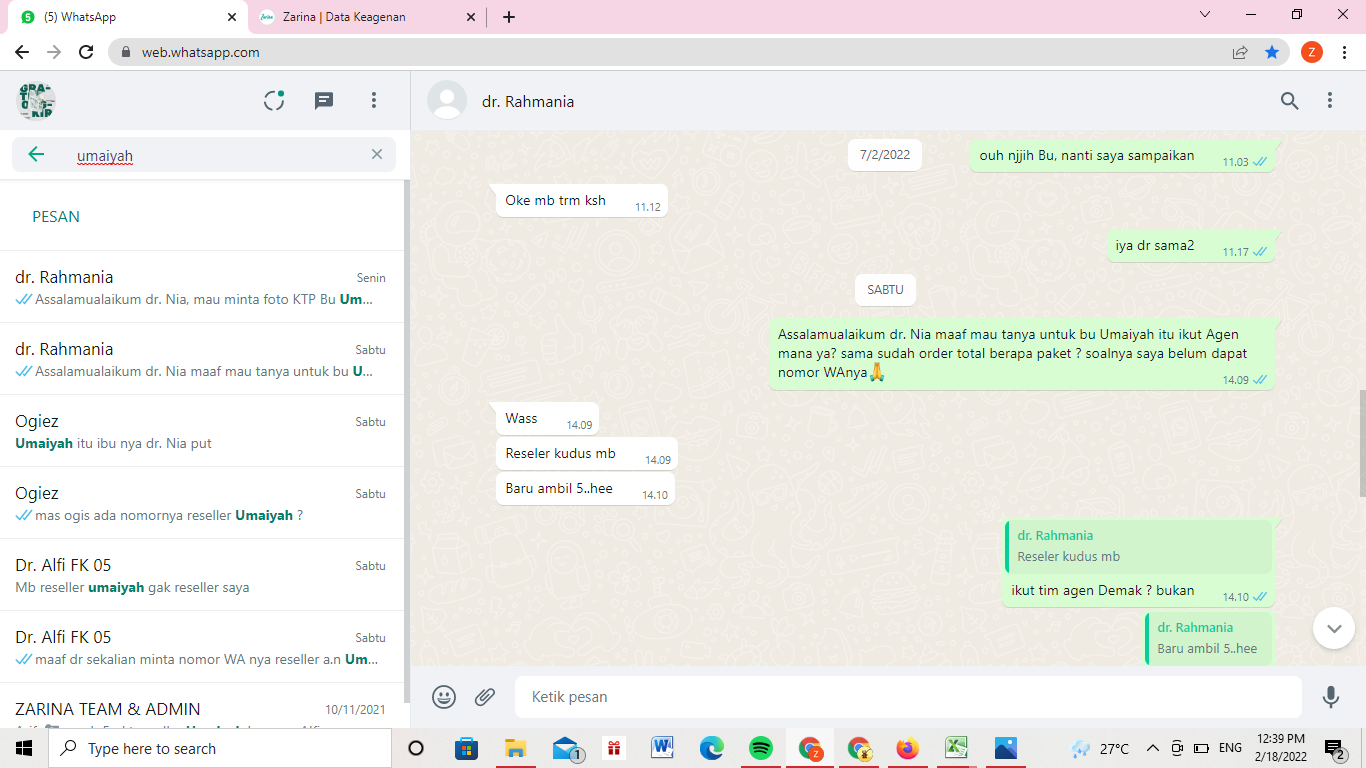 (5) WhatsApp
Zarina
Zarina | Data Keagenan
web.whatsapp.com
Z
umaiyah
PESAN
dr. Rahmania
Senin
Assalamualaikum dr. Nia, mau minta foto KTP Bu Um...
dr. Rahmania
Sabtu
Assalamualaikum dr. Nia maaf mau tanya untuk bu U...
Ogiez
Sabtu
Umaiyah itu ibu nya dr. Nia put
Ogiez
Sabtu
mas ogis ada nomornya reseller Umaiyah ?
Dr. Alfi FK 05
Sabtu
Mb reseller umaiyah gak reseller saya
Dr. Alfi FK 05
Sabtu
maaf dr sekalian minta nomor WA nya reseller a.n Um...
ZARINA TEAM & ADMIN
10/11/2021
dr. Rahmania
7/2/2022
ouh njjih Bu, nanti saya sampaikan
11.03
Oke mb trm ksh
11.12
iya dr sama2
11.17
SABTU
Assalamualaikum dr. Nia maaf mau tanya untuk bu Umaiyah itu ikut Agen
mana ya? sama sudah order total berapa paket ? soalnya saya belum dapat
nomor WAnya🙏
14.09
Wass
14.09
Reseler kudus mb
14.09
Baru ambil 5..hee
14.10
dr. Rahmania
Reseler kudus mb
ikut tim agen Demak ? bukan
14.10
dr. Rahmania
Baru ambil 5..hee
Ketik pesan
Type here to search
1
Z
27°C
ENG
12:39 PM
2/18/2022
2